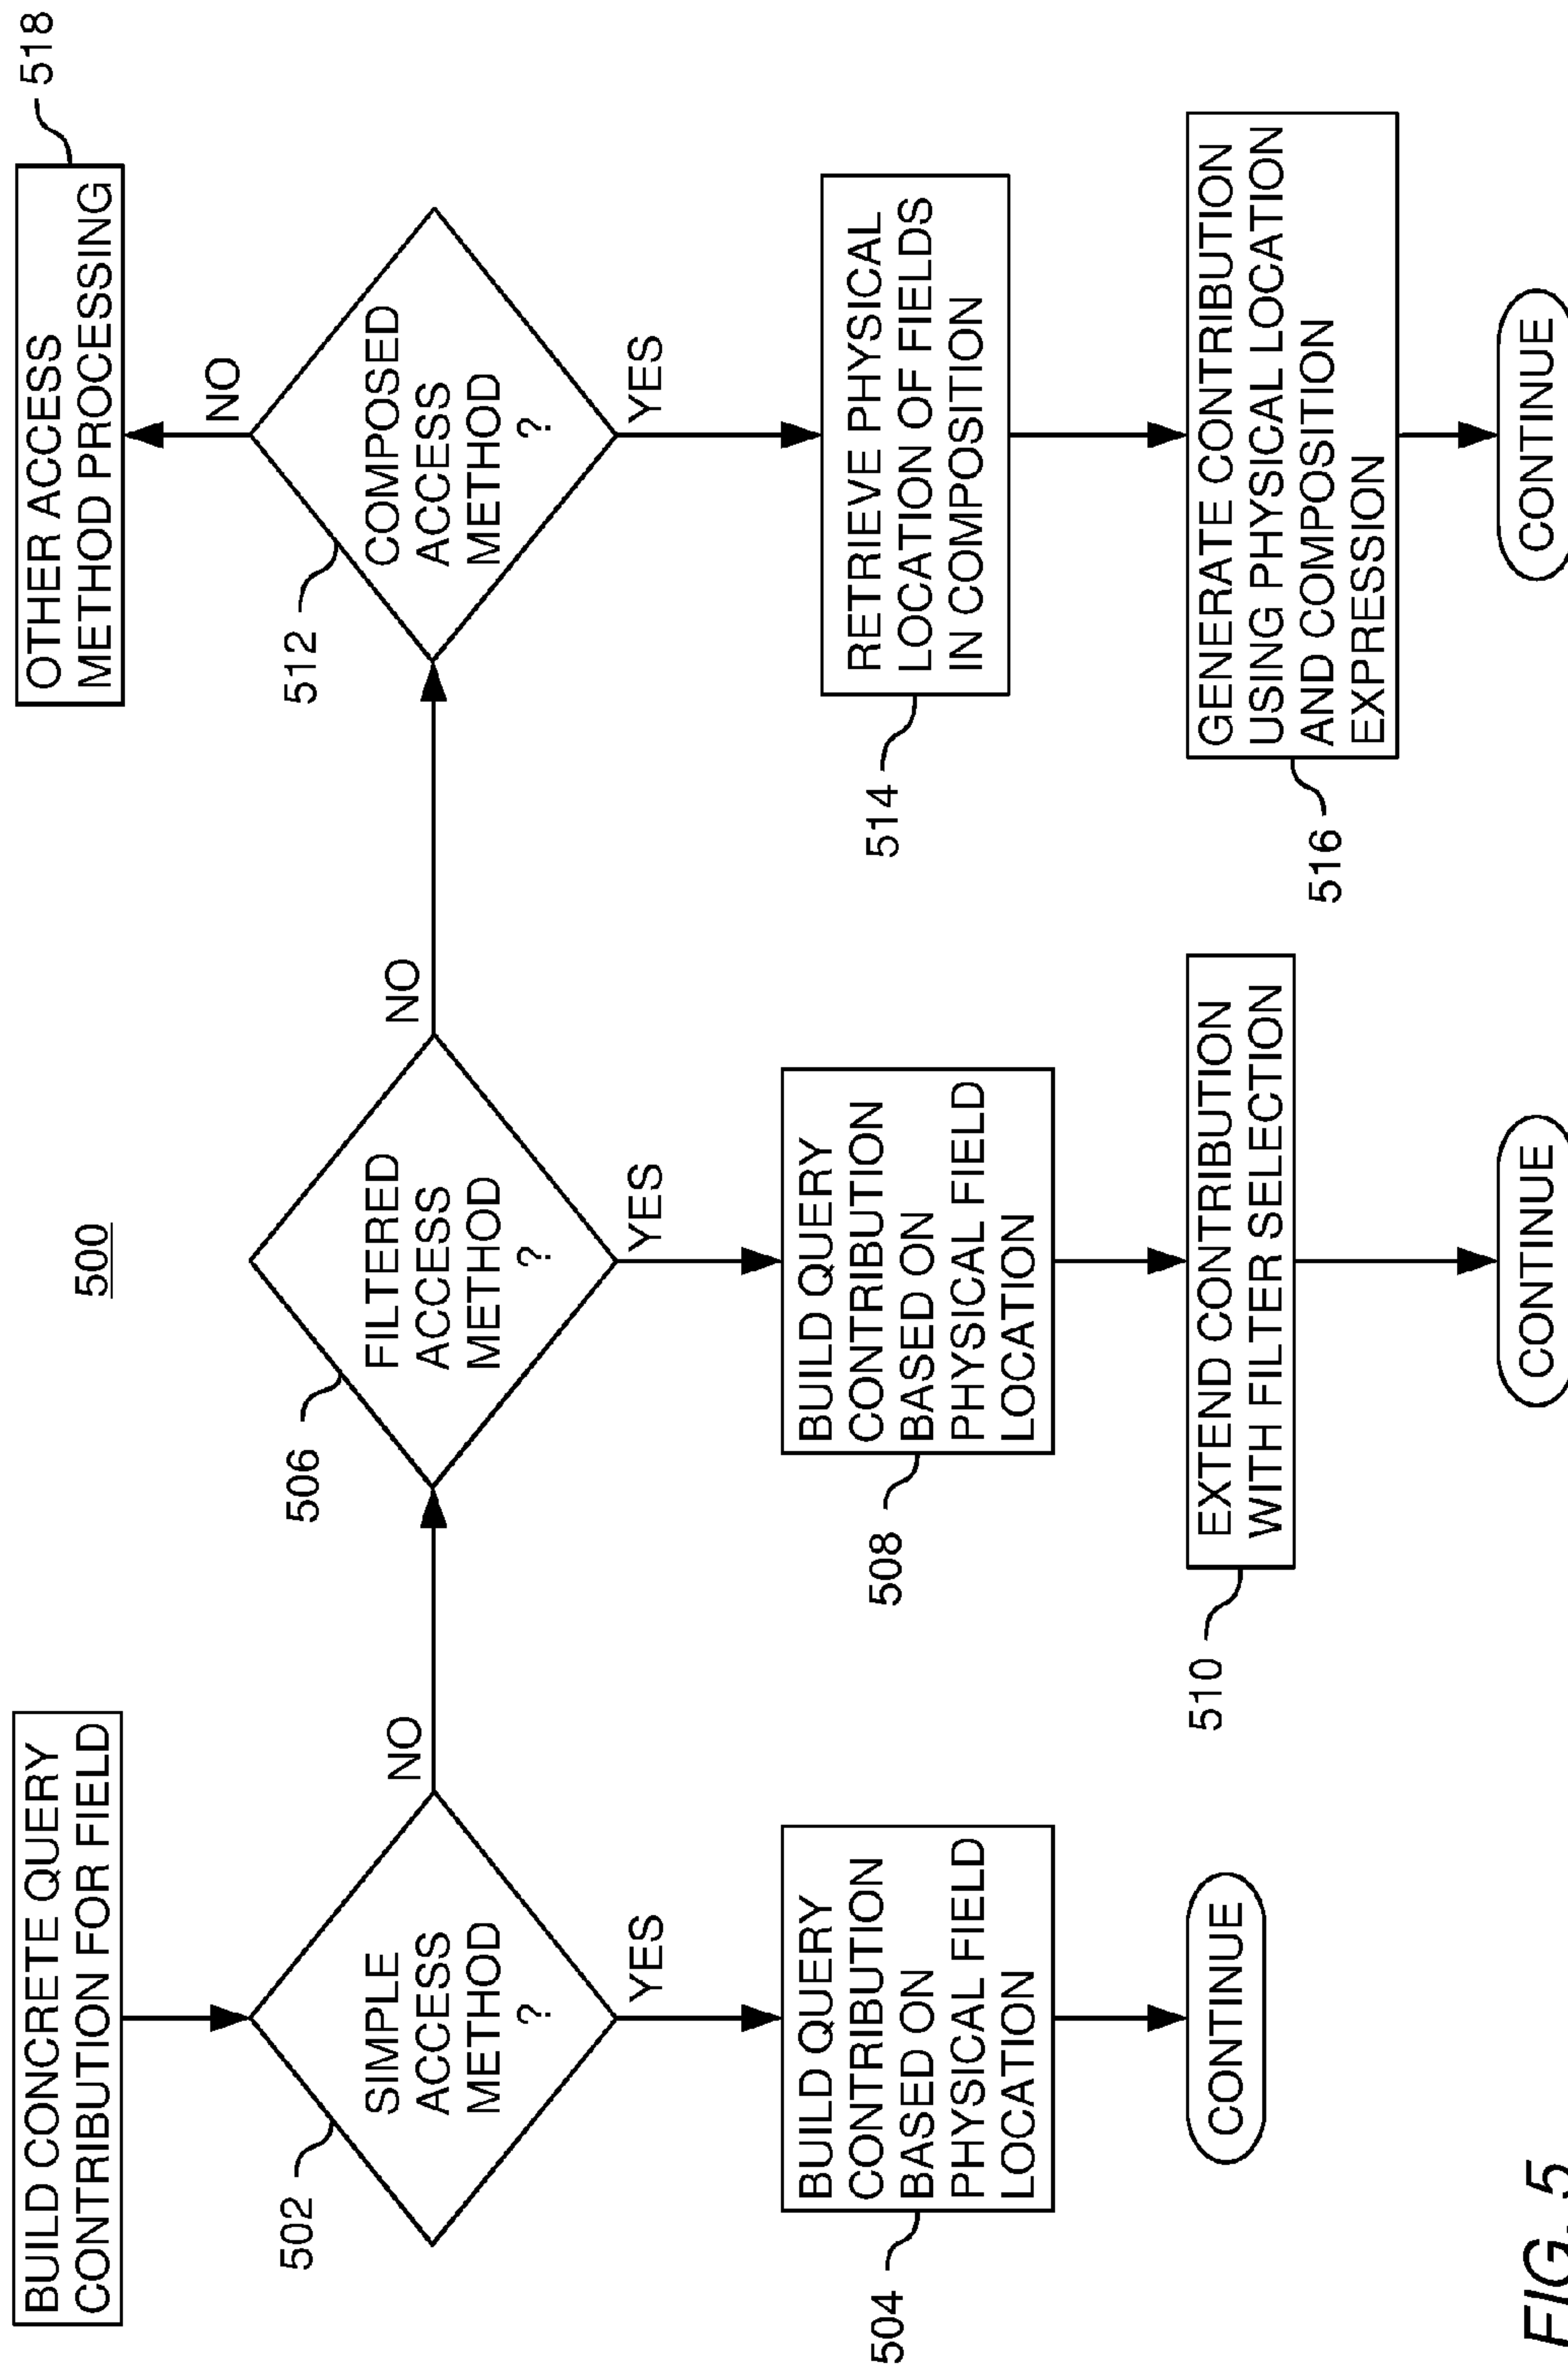 500
BUILD CONCRETE QUERY
CONTRIBUTION FOR FIELD
502
SIMPLE
ACCESS
METHOD
?
NO
YES
504
BUILD QUERY
CONTRIBUTION
BASED ON
PHYSICAL FIELD
LOCATION
CONTINUE
506
FILTERED
ACCESS
METHOD
?
NO
YES
508
BUILD QUERY
CONTRIBUTION
BASED ON
PHYSICAL FIELD
LOCATION
510
EXTEND CONTRIBUTION
WITH FILTER SELECTION
CONTINUE
512
COMPOSED
ACCESS
METHOD
?
NO
518
OTHER ACCESS
METHOD PROCESSING
YES
514
RETRIEVE PHYSICAL
LOCATION OF FIELDS
IN COMPOSITION
516
GENERATE CONTRIBUTION
USING PHYSICAL LOCATION
AND COMPOSITION
EXPRESSION
CONTINUE
FIG. 5